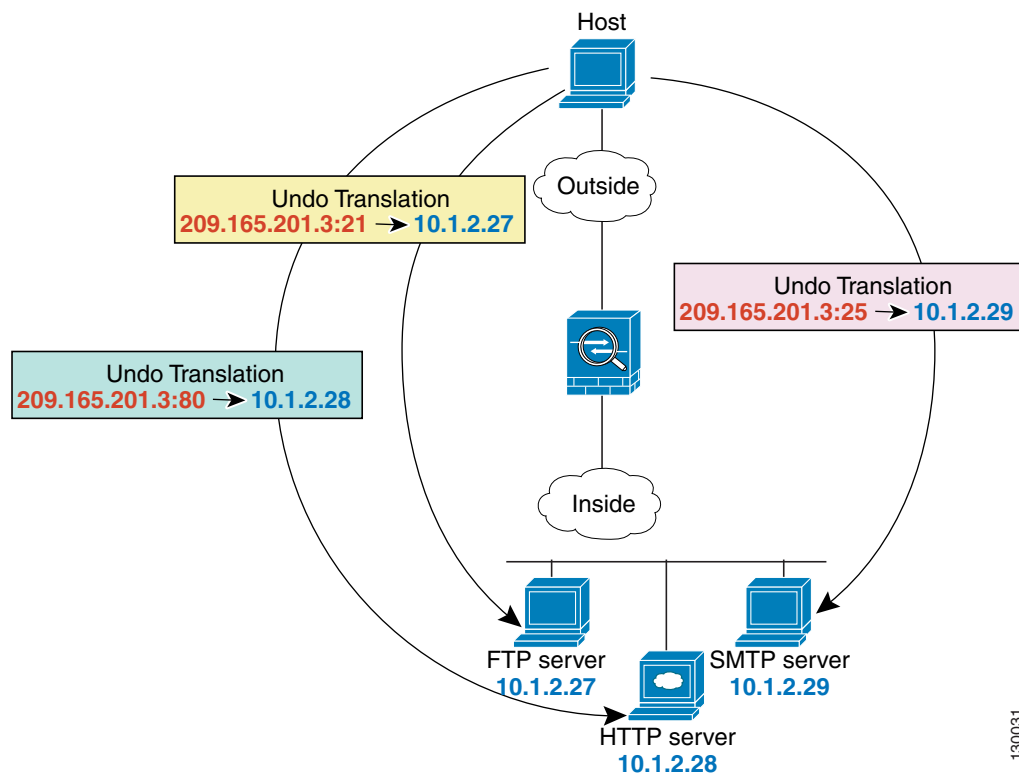 Host
Outside
Undo Translation
209.165.201.3:21 10.1.2.27
Undo Translation
209.165.201.3:25 10.1.2.29
Undo Translation
209.165.201.3:80 10.1.2.28
Inside
FTP server
10.1.2.27
SMTP server
10.1.2.29
HTTP server
10.1.2.28
130031